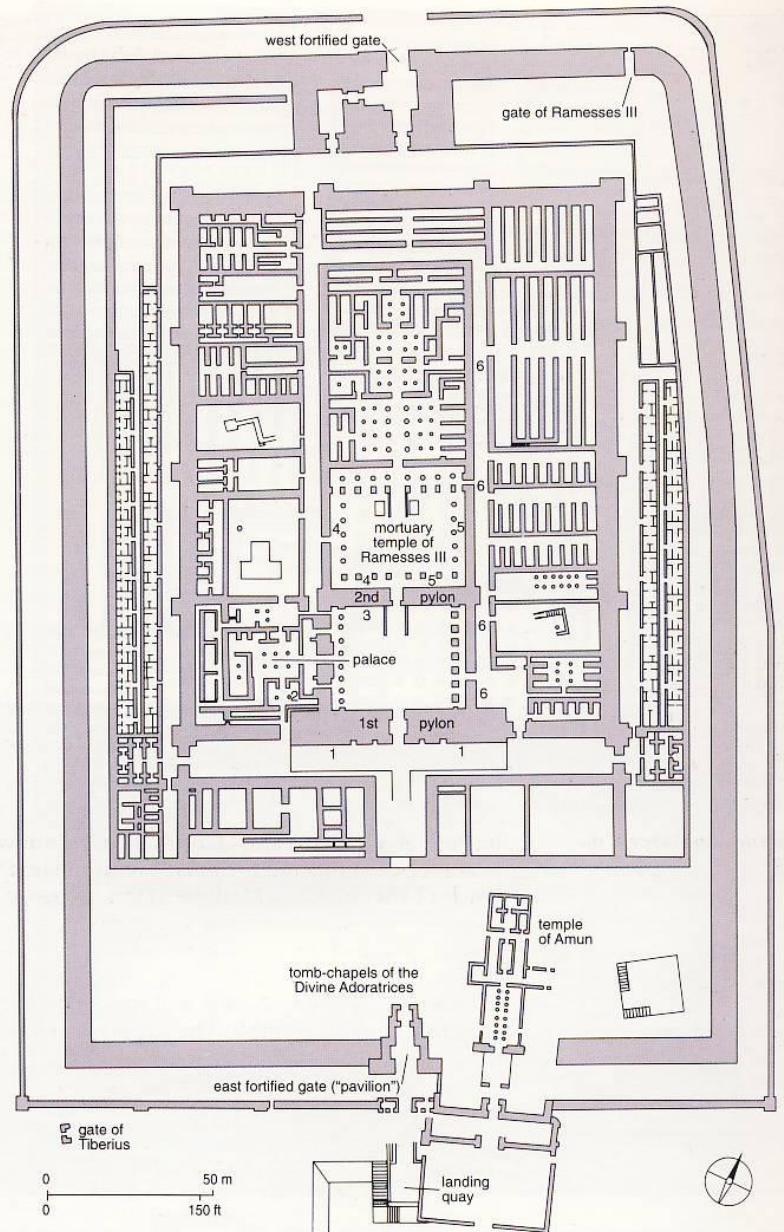 west fortified gate
gate of Ramesses III
6
6
4
mortuary
temple of
Ramesses III
5
4
5
2nd
pylon
3
6
palace
2
6
1st
pylon
1
1
temple
of Amun
tomb-chapels of the
Divine Adoratrices
east fortified gate ("pavilion")
gate of
Tiberius
0
50 m
landing
quay
0
150 ft